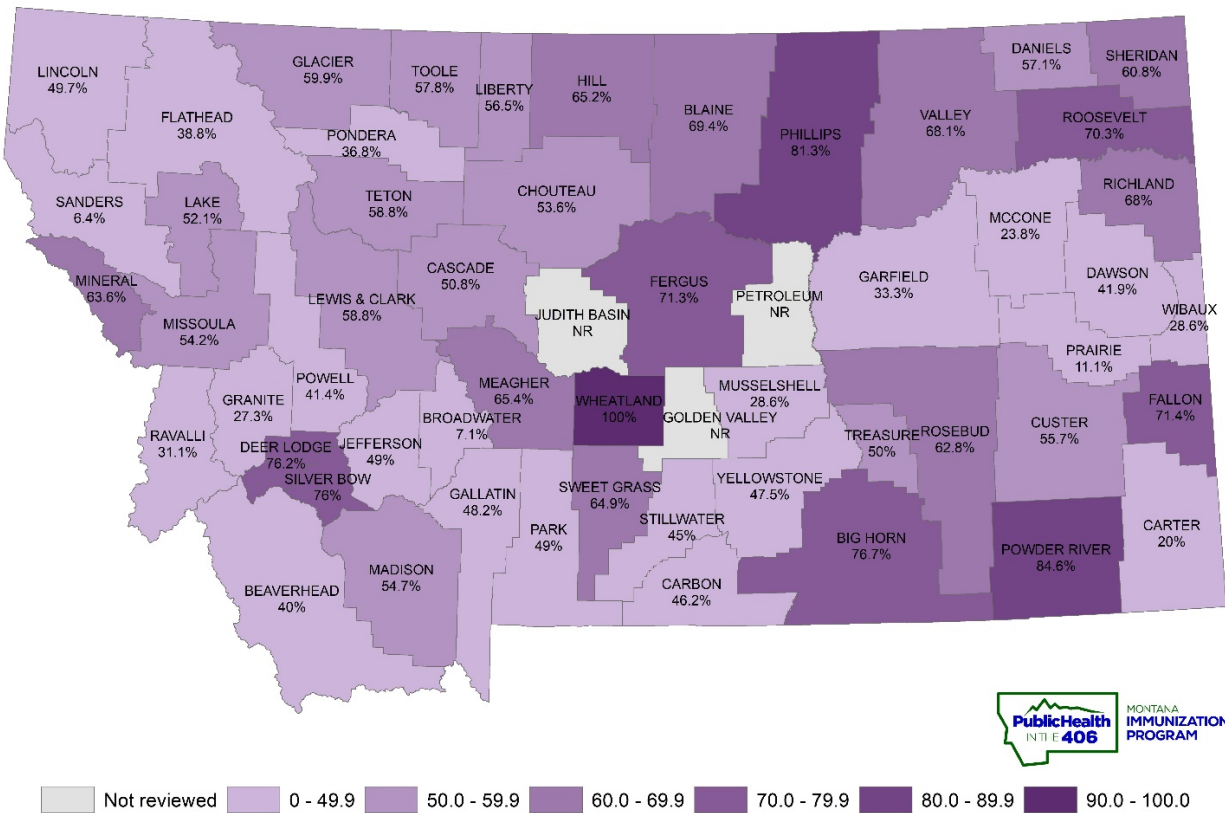 LINCOLN
49.7%
FLATHEAD
38.8%
GLACIER
59.9%
TOOLE
57.8%
LIBERTY
56.5%
HILL
65.2%
BLAINE
69.4%
PHILLIPS
81.3%
VALLEY
68.1%
DANIELS
57.1%
SHERIDAN
60.8%
ROOSEVELT
70.3%
PONDERA
36.8%
TETON
58.8%
CHOUTEAU
53.6%
RICHLAND
68%
SANDERS
6.4%
LAKE
52.1%
MCCONE
23.8%
GARFIELD
33.3%
DAWSON
41.9%
WIBAUX
28.6%
MINERAL
63.6%
MISSOULA
54.2%
LEWIS & CLARK
58.8%
CASCADE
50.8%
JUDITH BASIN
NR
FERGUS
71.3%
PETROLEUM
NR
PRAIRIE
11.1%
POWELL
41.4%
GRANITE
27.3%
RAVALLI
31.1%
DEER LODGE
76.2%
SILVER BOW
76%
JEFFERSON
49%
BROADWATER
7.1%
MEAGHER
65.4%
WHEATLAND
100%
GOLDEN VALLEY
NR
MUSSELSHELL
28.6%
TREASURE
50%
ROSEBUD
62.8%
CUSTER
55.7%
FALLON
71.4%
GALLATIN
48.2%
PARK
49%
SWEET GRASS
64.9%
STILLWATER
45%
YELLOWSTONE
47.5%
BIG HORN
76.7%
POWDER RIVER
84.6%
CARTER
20%
BEAVERHEAD
40%
MADISON
54.7%
CARBON
46.2%
PublicHealth
IN THE 406
MONTANA
IMMUNIZATION
PROGRAM
Not reviewed 0 - 49.9 50.0 - 59.9 60.0 - 69.9 70.0 - 79.9 80.0 - 89.9 90.0 - 100.0